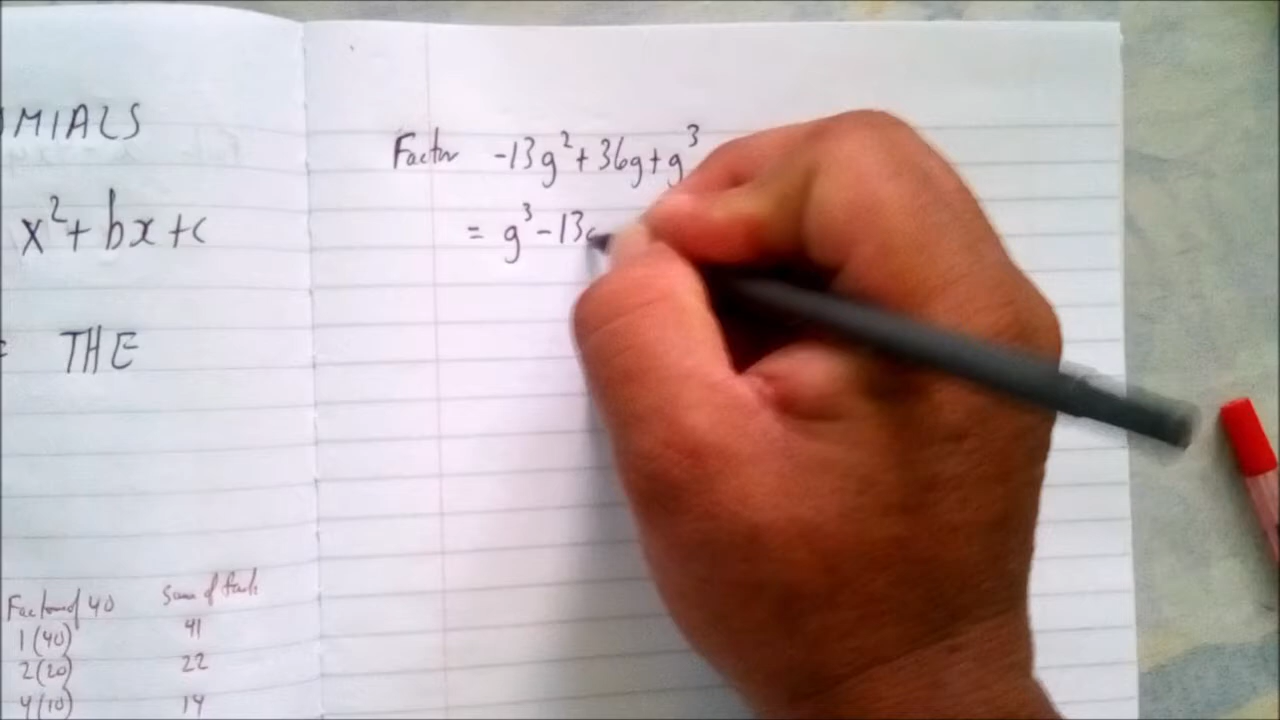 MIALS
x²+ bx +c
THE
Factor of 40 Sum of fact
1(40) 41
2(20) 22
4(10) 14
Factor -13g²+36g+g³
= g³-13